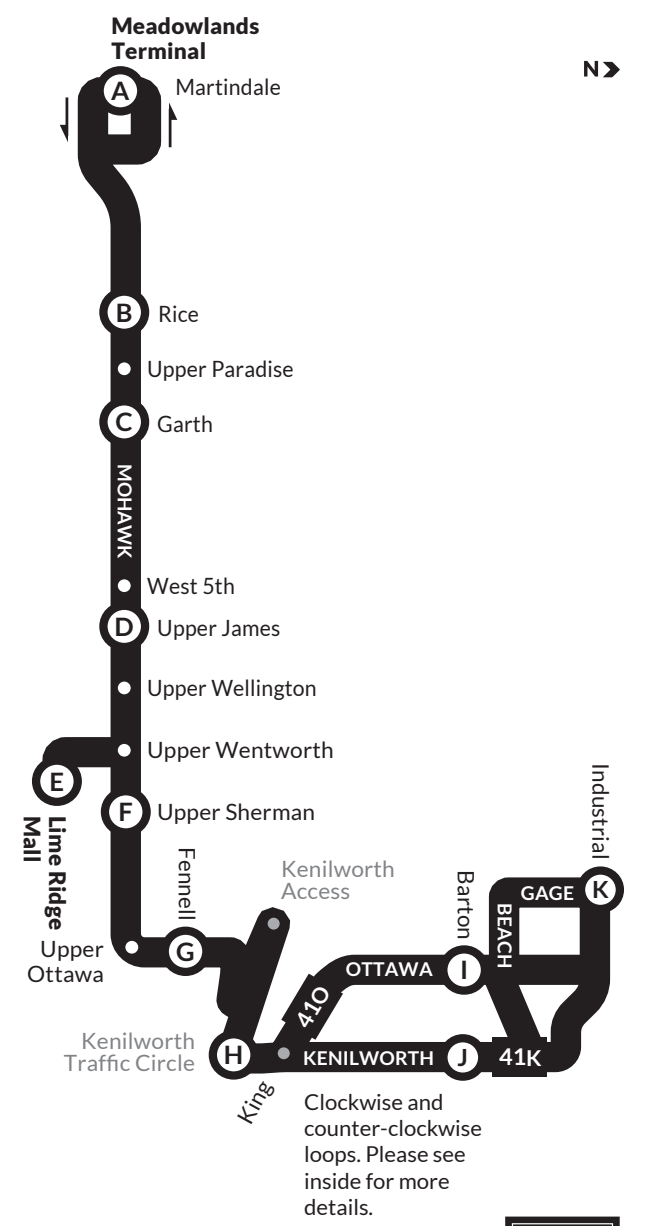 Meadowlands
Terminal
N
A
Martindale
B
Rice
Upper Paradise
C
Garth
MOHAWK
West 5th
D
Upper James
Upper Wellington
Upper Wentworth
E
Lime Ridge
Mall
F
Upper Sherman
Fennell
Upper
Ottawa
G
Kenilworth
Access
Barton
Industrial
GAGE
K
BEACH
OTTAWA
I
41O
Kenilworth
Traffic Circle
H
King
KENILWORTH
J
41K
Clockwise and
counter-clockwise
loops. Please see
inside for more
details.